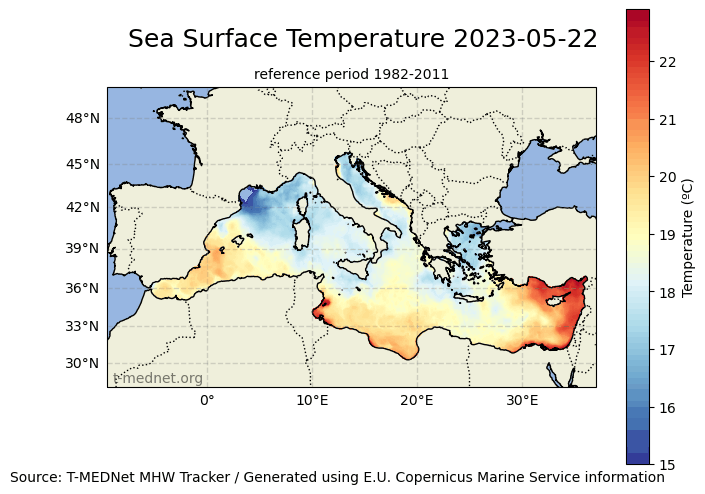 Sea Surface Temperature 2023-05-22
reference period 1982-2011
48°N
45°N
42°N
39°N
36°N
33°N
30°N
t-mednet.org
0°
10°E
20°E
30°E
22
21
20
19
18
17
16
15
Temperature (ºC)
Source: T-MEDNet MHW Tracker / Generated using E.U. Copernicus Marine Service information